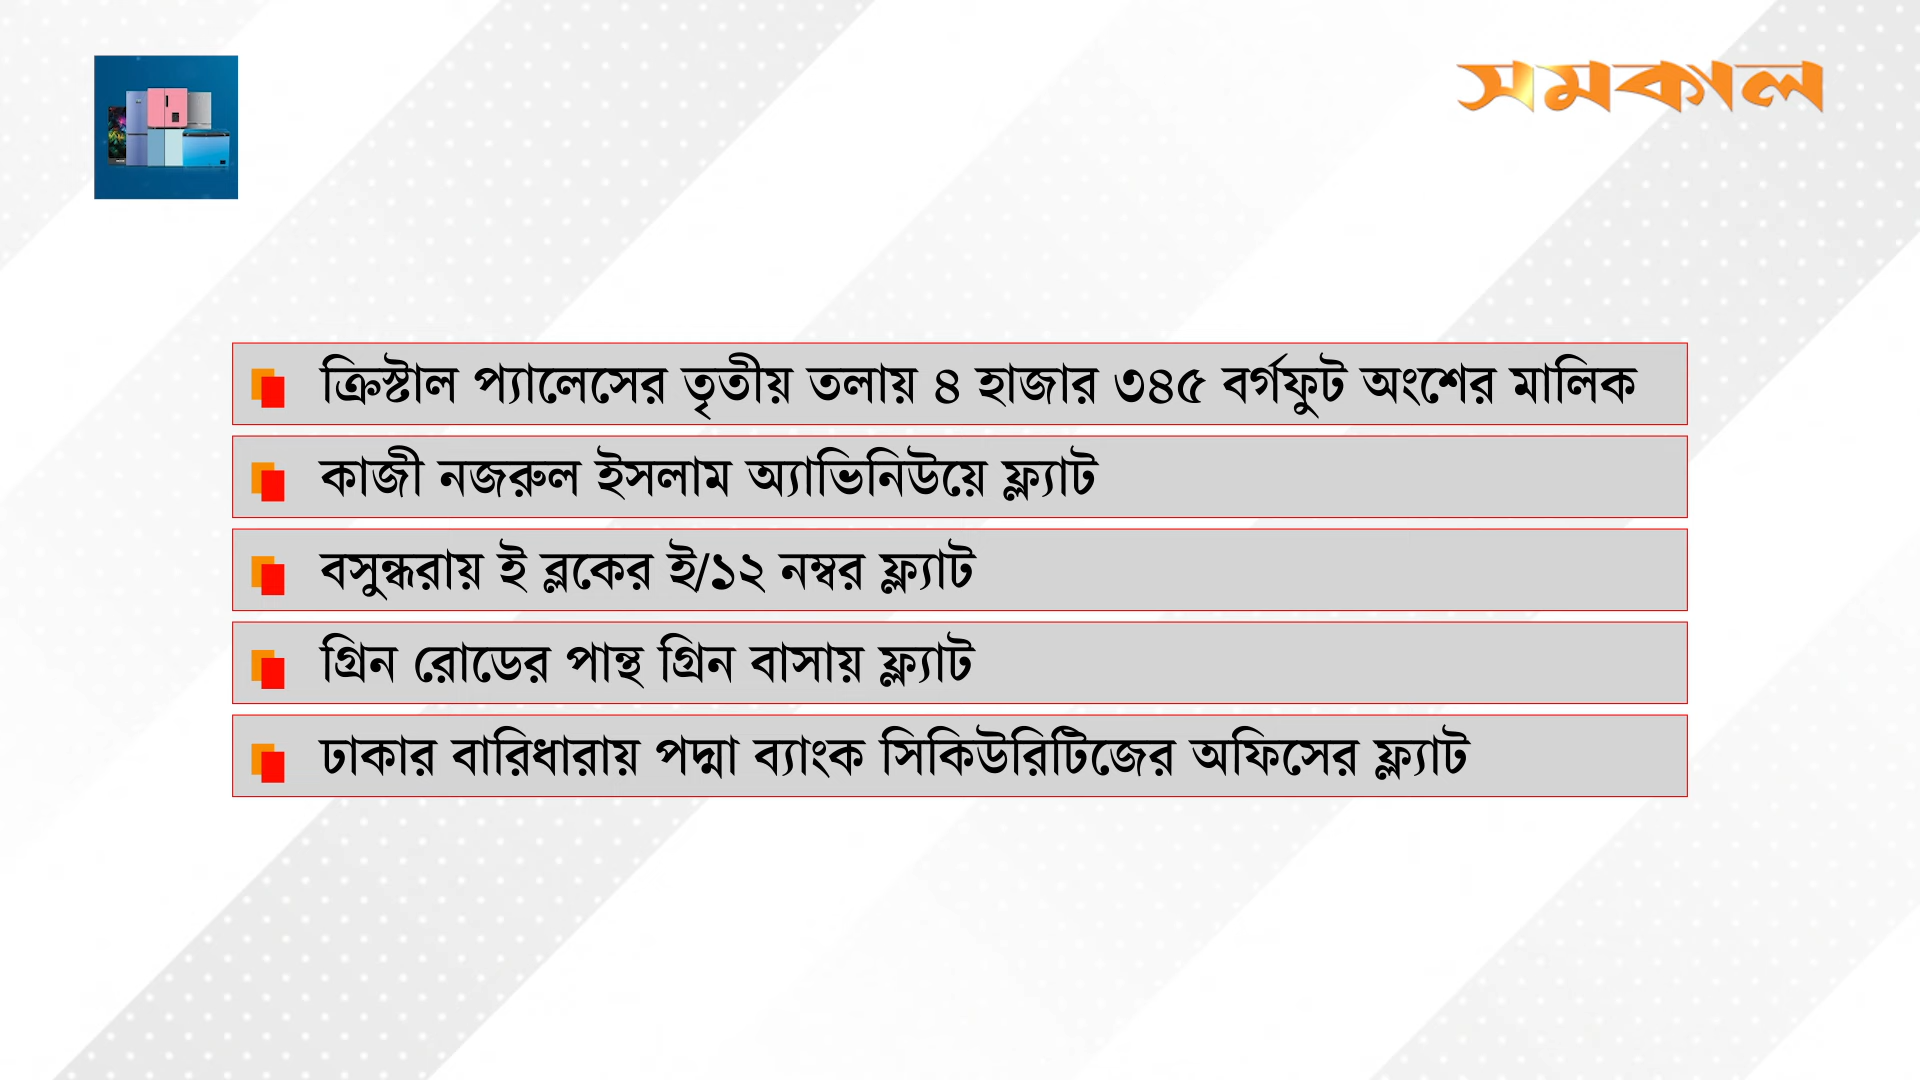 সমকাল
ক্রিস্টাল প্যালেসের তৃতীয় তলায় ৪ হাজার ৩৪৫ বর্গফুট অংশের মালিক
কাজী নজরুল ইসলাম অ্যাভিনিউয়ে ফ্ল্যাট
বসুন্ধরায় ই ব্লকের ই/১২ নম্বর ফ্ল্যাট
গ্রিন রোডের পান্থ গ্রিন বাসায় ফ্ল্যাট
ঢাকার বারিধারায় পদ্মা ব্যাংক সিকিউরিটিজের অফিসের ফ্ল্যাট